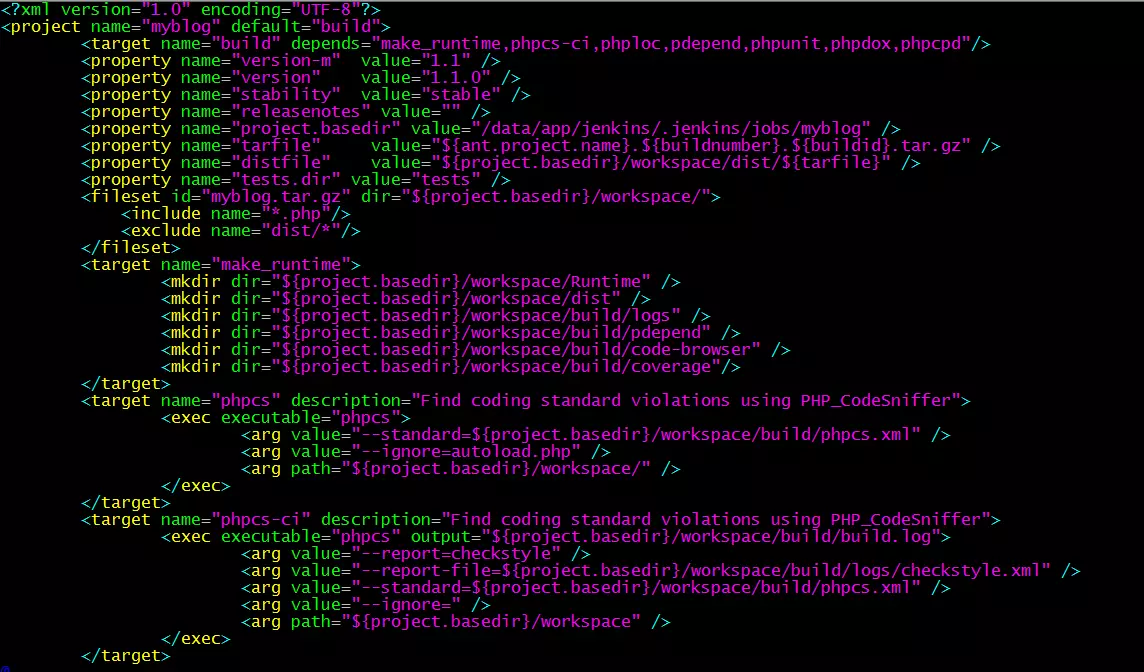 <?xml version="1.0" encoding="UTF-8"?>
<project name="myblog" default="build">
        <target name="build" depends="make_runtime,phpcs-ci,phploc,pdepend,phpunit,phpdox,phpcpd"/>
        <property name="version-m"  value="1.1" />
        <property name="version"    value="1.1.0" />
        <property name="stability"  value="stable" />
        <property name="releasenotes" value="" />
        <property name="project.basedir" value="/data/app/jenkins/.jenkins/jobs/myblog" />
        <property name="tarfile"     value="${ant.project.name}.${buildnumber}.${buildid}.tar.gz" />
        <property name="distfile"    value="${project.basedir}/workspace/dist/${tarfile}" />
        <property name="tests.dir" value="tests" />
        <fileset id="myblog.tar.gz" dir="${project.basedir}/workspace/">
            <include name="*.php"/>
            <exclude name="dist/*"/>
        </fileset>
        <target name="make_runtime">
                <mkdir dir="${project.basedir}/workspace/Runtime" />
                <mkdir dir="${project.basedir}/workspace/dist" />
                <mkdir dir="${project.basedir}/workspace/build/logs" />
                <mkdir dir="${project.basedir}/workspace/build/pdepend" />
                <mkdir dir="${project.basedir}/workspace/build/code-browser" />
                <mkdir dir="${project.basedir}/workspace/build/coverage"/>
        </target>
        <target name="phpcs" description="Find coding standard violations using PHP_CodeSniffer">
                <exec executable="phpcs">
                        <arg value="--standard=${project.basedir}/workspace/build/phpcs.xml" />
                        <arg value="--ignore=autoload.php" />
                        <arg path="${project.basedir}/workspace/" />
                </exec>
        </target>
        <target name="phpcs-ci" description="Find coding standard violations using PHP_CodeSniffer">
                <exec executable="phpcs" output="${project.basedir}/workspace/build/build.log">
                        <arg value="--report=checkstyle" />
                        <arg value="--report-file=${project.basedir}/workspace/build/logs/checkstyle.xml" />
                        <arg value="--standard=${project.basedir}/workspace/build/phpcs.xml" />
                        <arg value="--ignore=" />
                        <arg path="${project.basedir}/workspace" />
                </exec>
        </target>
@